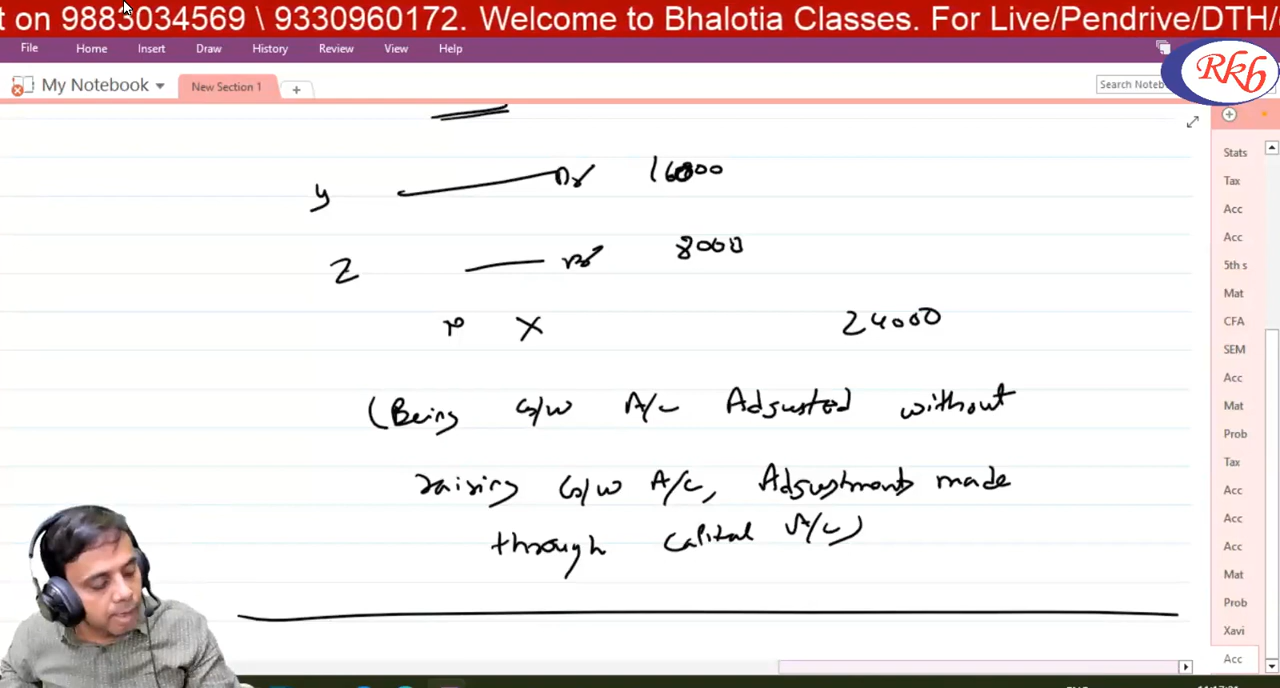 t on 9883034569 \ 9330960172. Welcome to Bhalotia Classes. For Live/Pendrive/DTH/
File Home Insert Draw History Review View Help
RKb
My Notebook New Section 1 + Search Noteb
y Dr 16000
Z Dr 8000
To X 24000
(Being G/W A/C Adjusted without
raising G/W A/C, Adjustment made
through Capital A/C)
Stats
Tax
Acc
Acc
5th s
Mat
CFA
SEM
Acc
Mat
Prob
Tax
Acc
Acc
Acc
Mat
Prob
Xavi
Acc